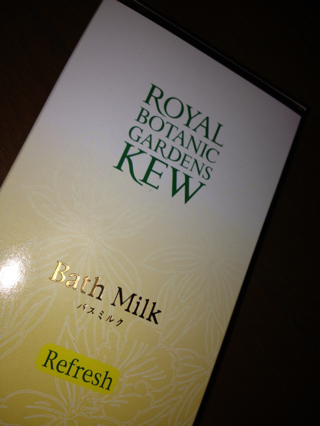 ROYAL
BOTANIC
GARDENS
KEW
Bath Milk
バスミルク
Refresh